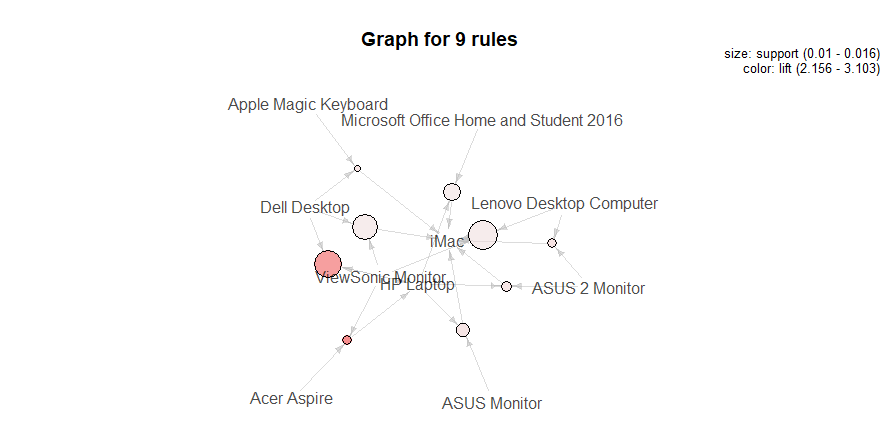 Graph for 9 rules
size: support (0.01 - 0.016)
color: lift (2.156 - 3.103)
Apple Magic Keyboard
Microsoft Office Home and Student 2016
Dell Desktop
Lenovo Desktop Computer
iMac
ViewSonic Monitor
HP Laptop
ASUS 2 Monitor
Acer Aspire
ASUS Monitor